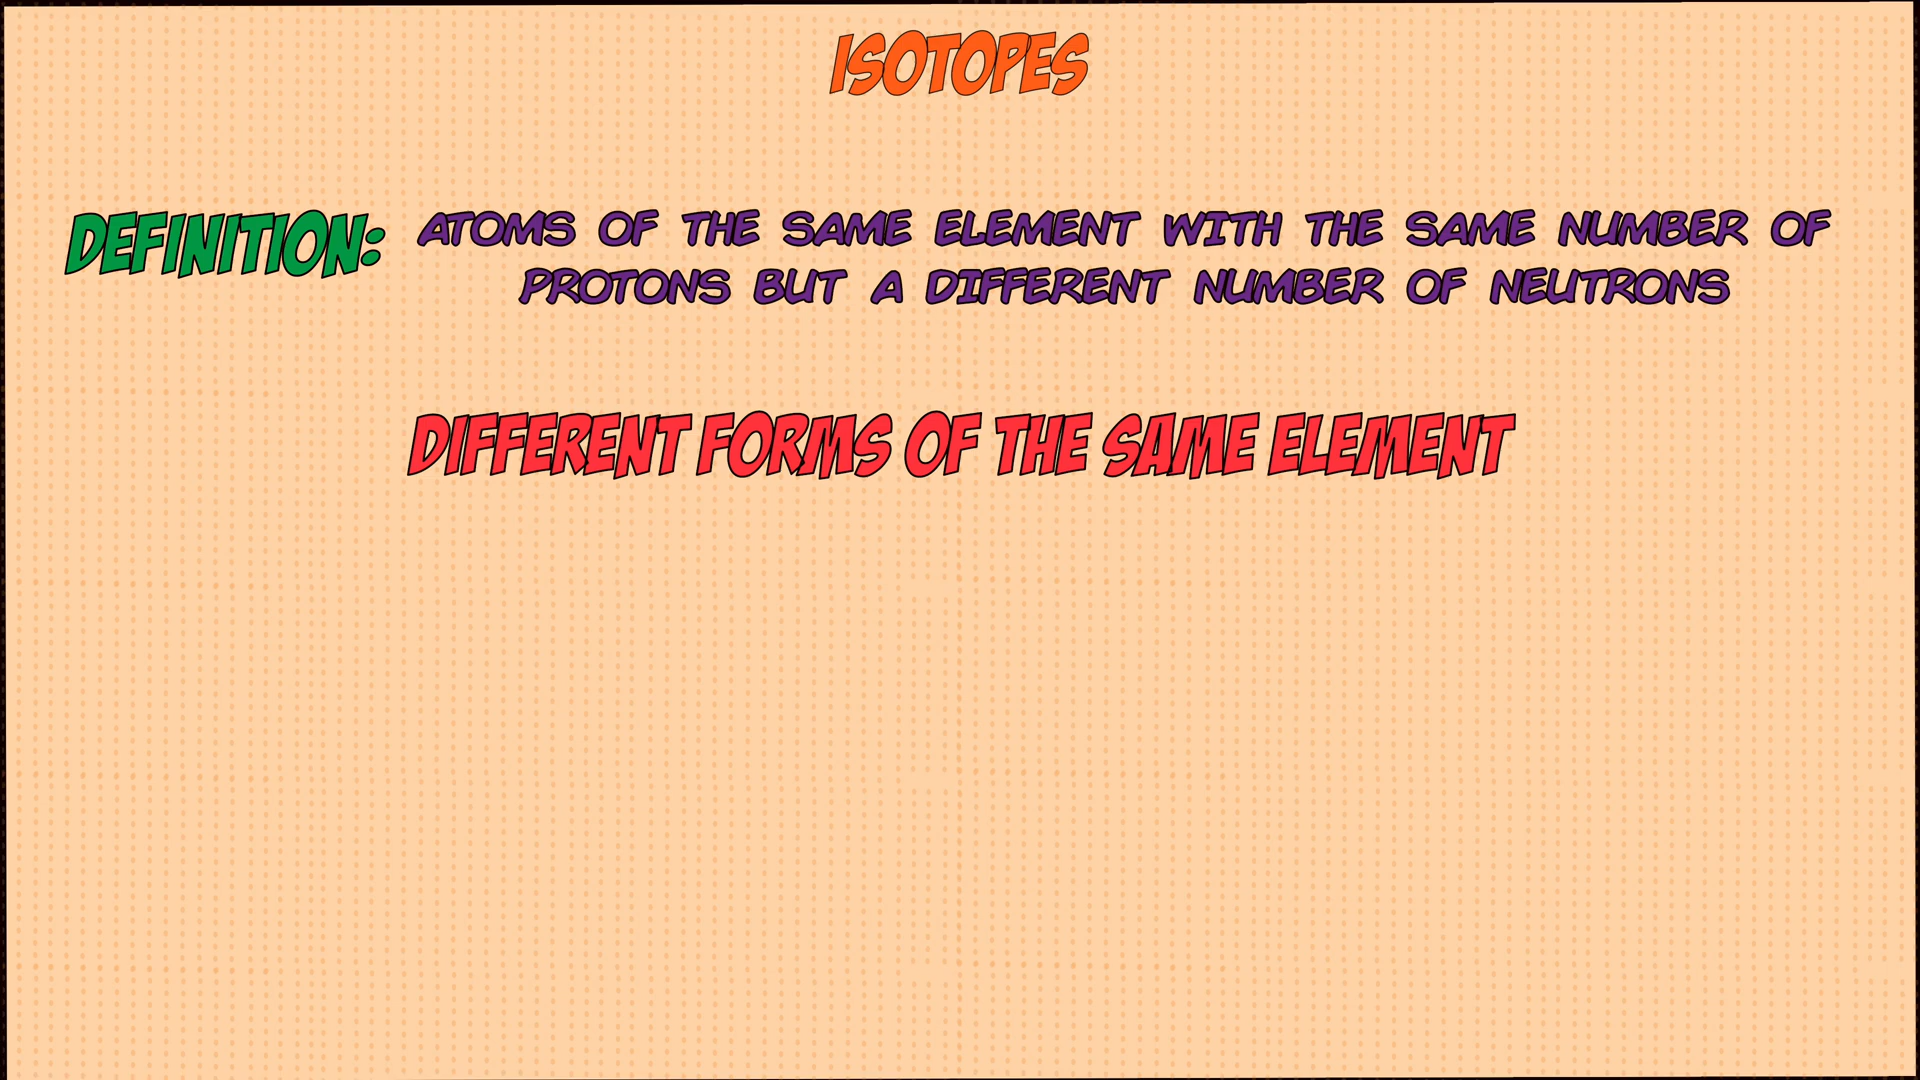 ISOTOPES
DEFINITION: ATOMS OF THE SAME ELEMENT WITH THE SAME NUMBER OF
PROTONS BUT A DIFFERENT NUMBER OF NEUTRONS
DIFFERENT FORMS OF THE SAME ELEMENT